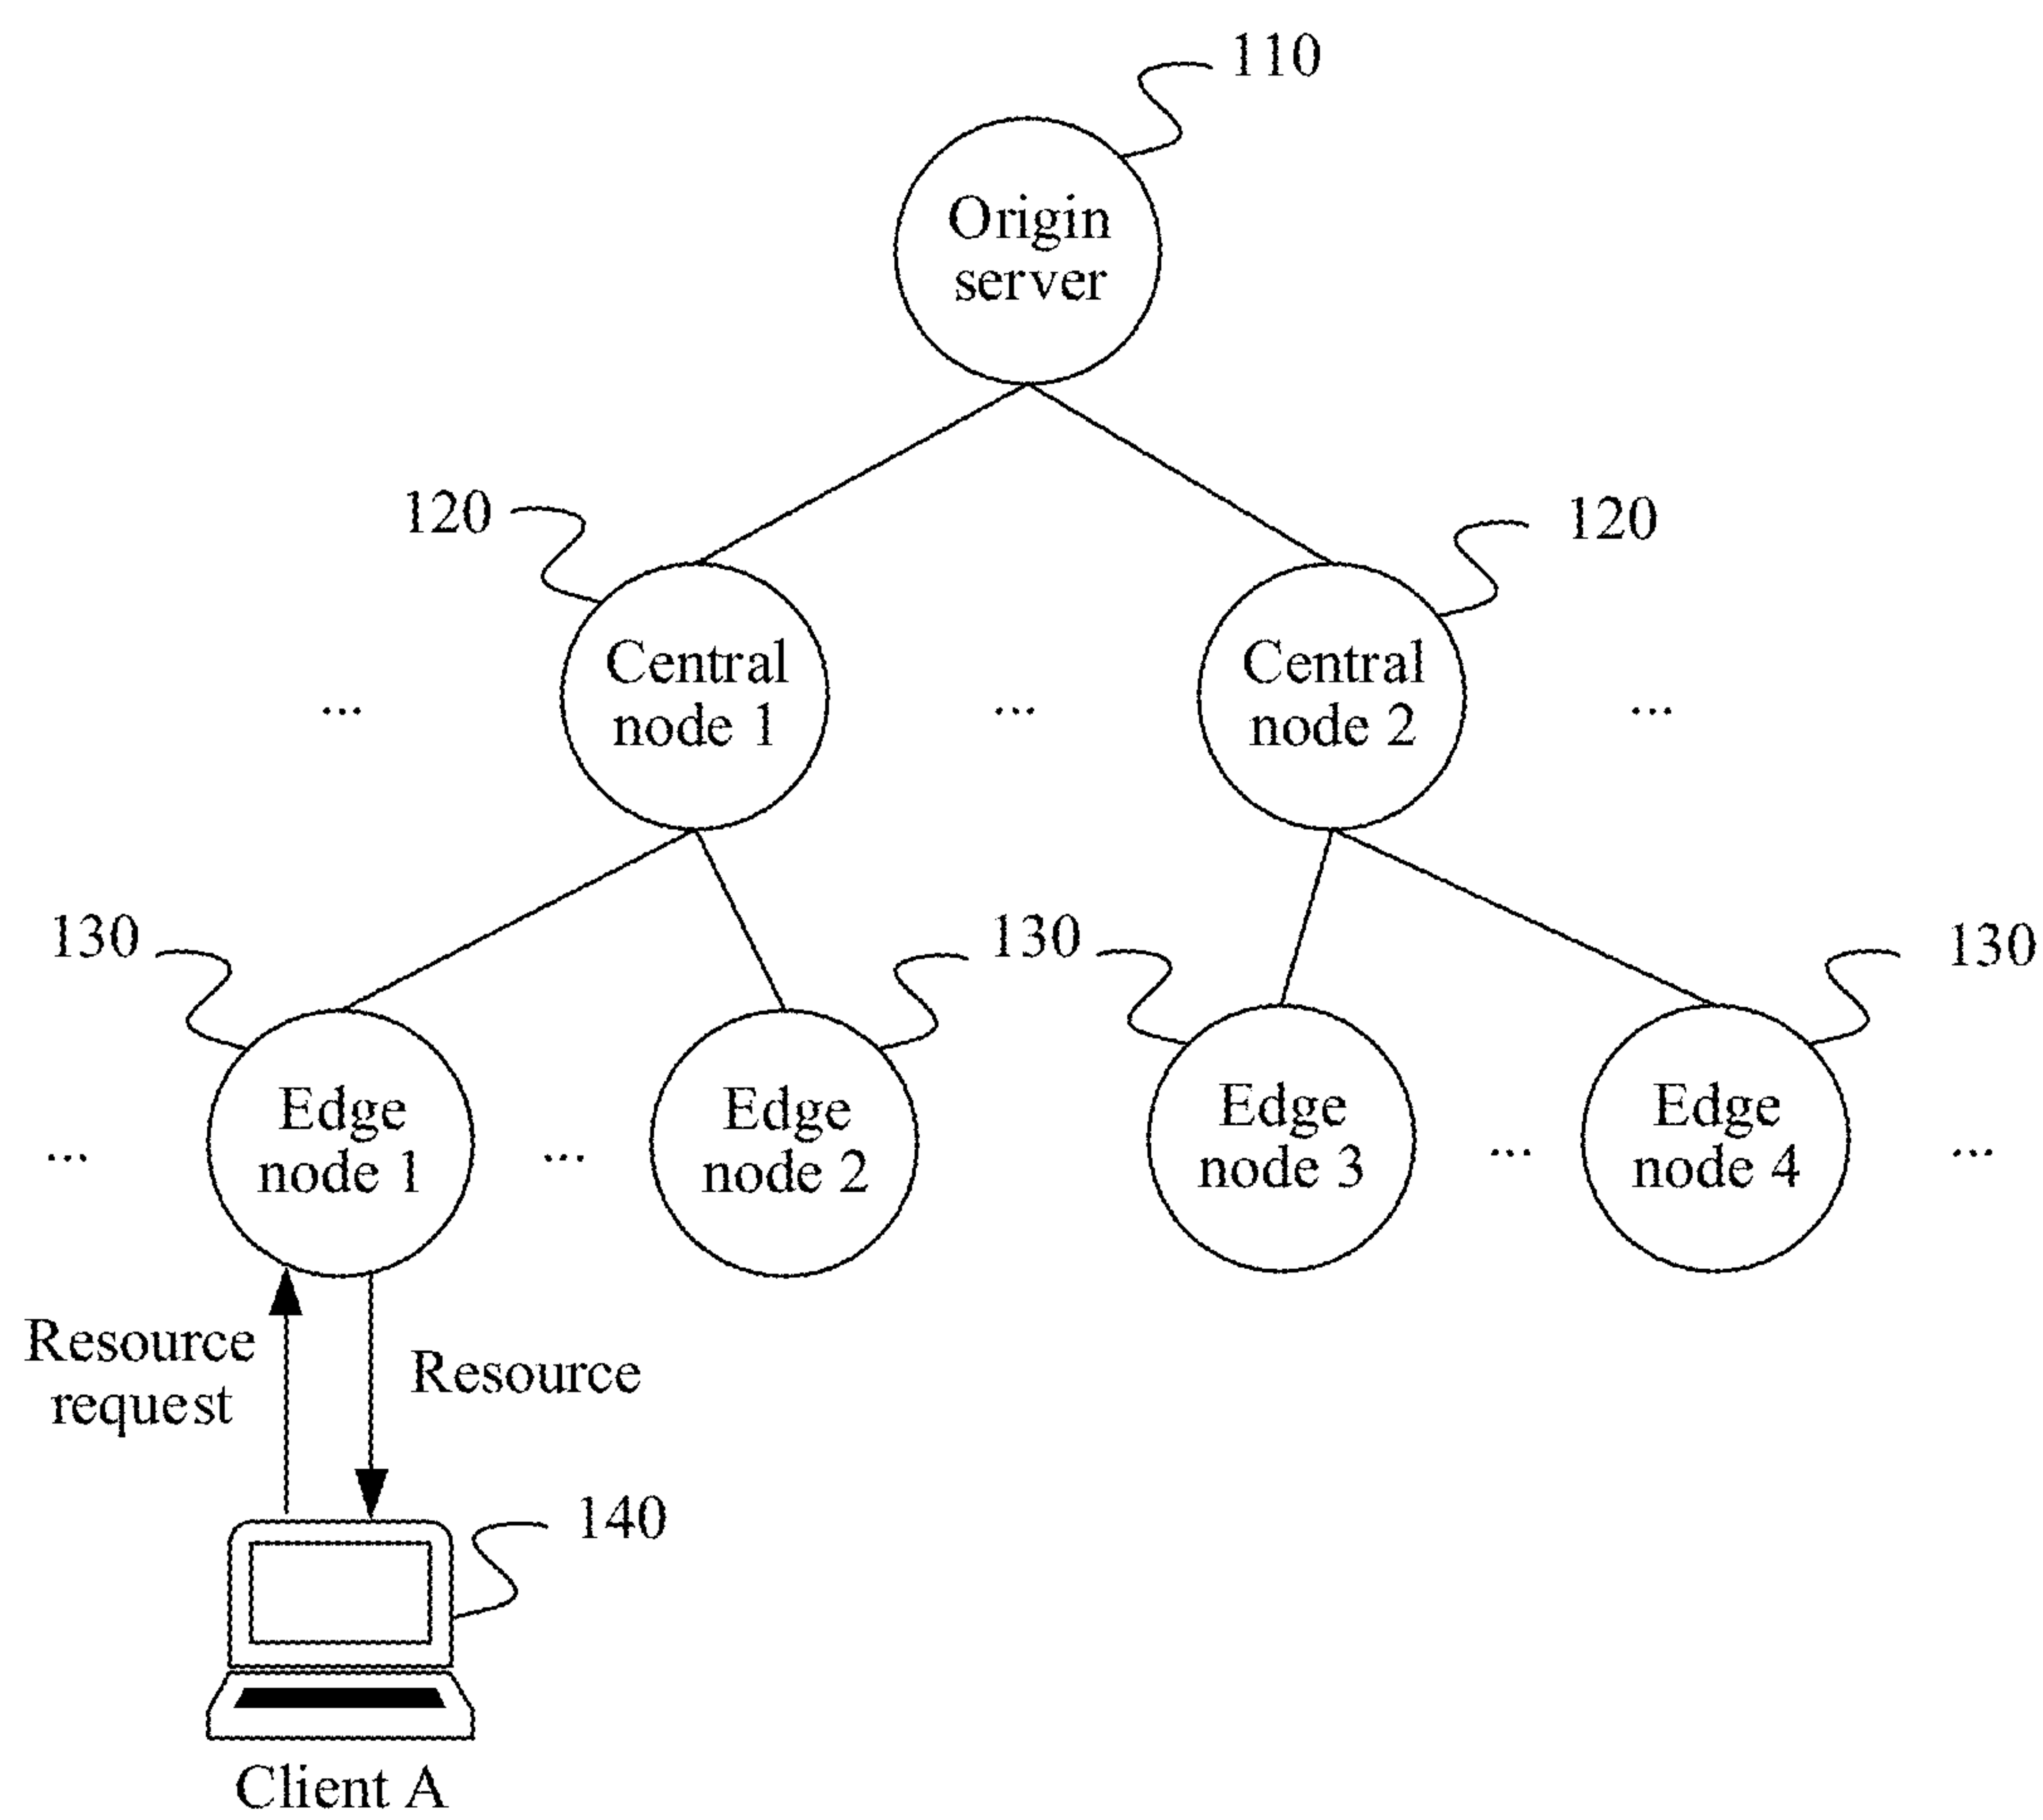 110
Origin
server
120
120
Central
node 1
Central
node 2
...
...
...
130
130
130
Edge
node 1
Edge
node 2
Edge
node 3
Edge
node 4
...
...
...
...
Resource
request
Resource
140
Client A